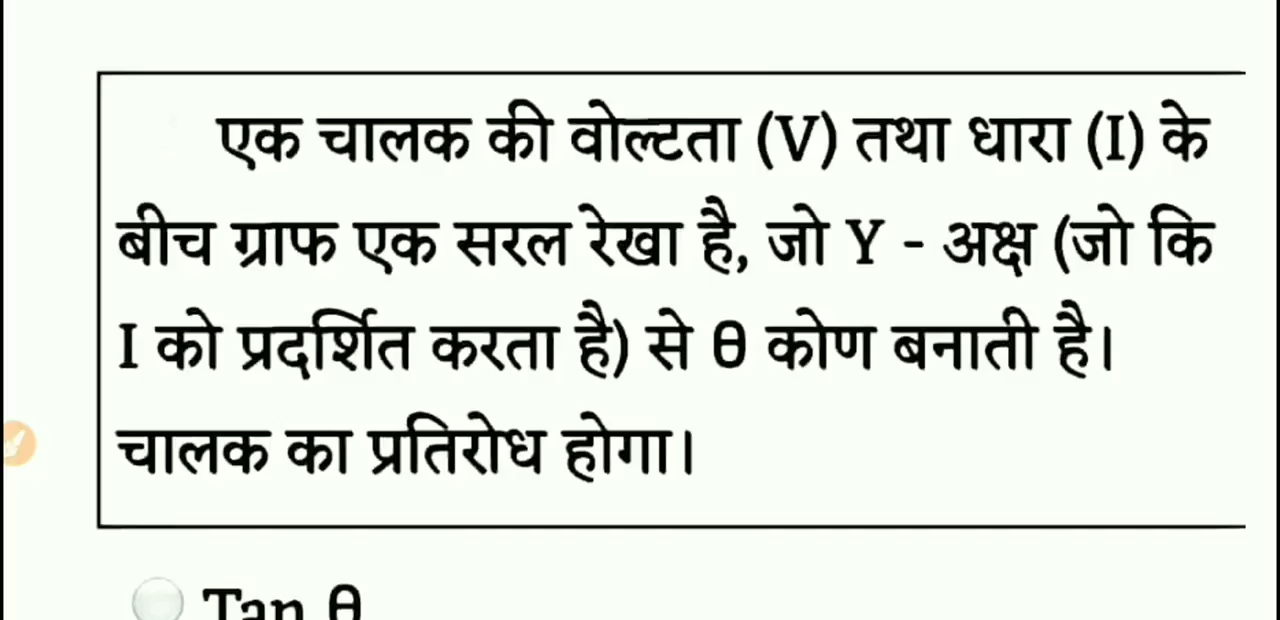 एक चालक की वोल्टता (V) तथा धारा (I) के
बीच ग्राफ एक सरल रेखा है, जो Y - अक्ष (जो कि
I को प्रदर्शित करता है) से θ कोण बनाती है।
चालक का प्रतिरोध होगा।
Tan θ